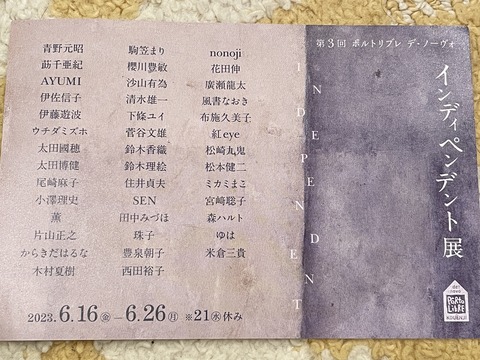 青野元昭
莇千亜紀
AYUMI
伊佐信子
伊藤遊波
ウチダミズホ
太田國穂
太田博健
尾崎麻子
小澤理史
薫
片山正之
からさだはるな
木村夏樹
駒笠まり
櫻川豊敏
沙山有為
清水雄一
下條ユイ
菅谷文雄
鈴木香織
鈴木理絵
住井貞夫
SEN
田中みづほ
珠子
豊泉朝子
西田裕子
nonoji
花田伸
廣瀬龍太
風書なおき
布施久美子
紅eye
松崎丸鬼
松本健二
ミカミまこ
宮崎聡子
森ハルト
ゆは
米倉三貴
2023. 6.16(金)—6.26(月) ※21(水)休み
INDEPENDENT
第3回 ポルトリブレ デ・ノーヴォ
インディペンデント展
de!
novo
PORTO
LIBRE